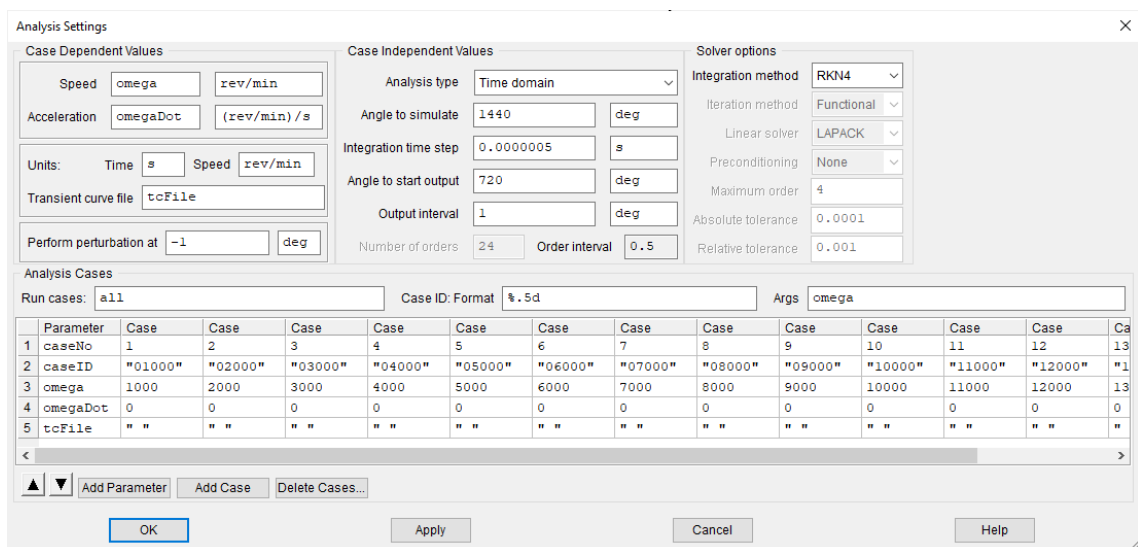 Analysis Settings
Case Dependent Values
Speed omega rev/min
Acceleration omegaDot (rev/min)/s
Units: Time s Speed rev/min
Transient curve file tcFile
Perform perturbation at -1 deg
Case Independent Values
Analysis type Time domain
Angle to simulate 1440 deg
Integration time step 0.0000005 s
Angle to start output 720 deg
Output interval 1 deg
Number of orders 24 Order interval 0.5
Solver options
Integration method RKN4
Iteration method Functional
Linear solver LAPACK
Preconditioning None
Maximum order 4
Absolute tolerance 0.0001
Relative tolerance 0.001
Analysis Cases
Run cases: all Case ID: Format %.5d Args omega
Parameter Case Case Case Case Case Case Case Case Case Case Case Case Ca
1 caseNo 1 2 3 4 5 6 7 8 9 10 11 12 13
2 caseID "01000" "02000" "03000" "04000" "05000" "06000" "07000" "08000" "09000" "10000" "11000" "12000" "1
3 omega 1000 2000 3000 4000 5000 6000 7000 8000 9000 10000 11000 12000 13
4 omegaDot 0 0 0 0 0 0 0 0 0 0 0 0 0
5 tcFile " " " " " " " " " " " " " " " " " " " " " " " " "
Add Parameter Add Case Delete Cases...
OK Apply Cancel Help